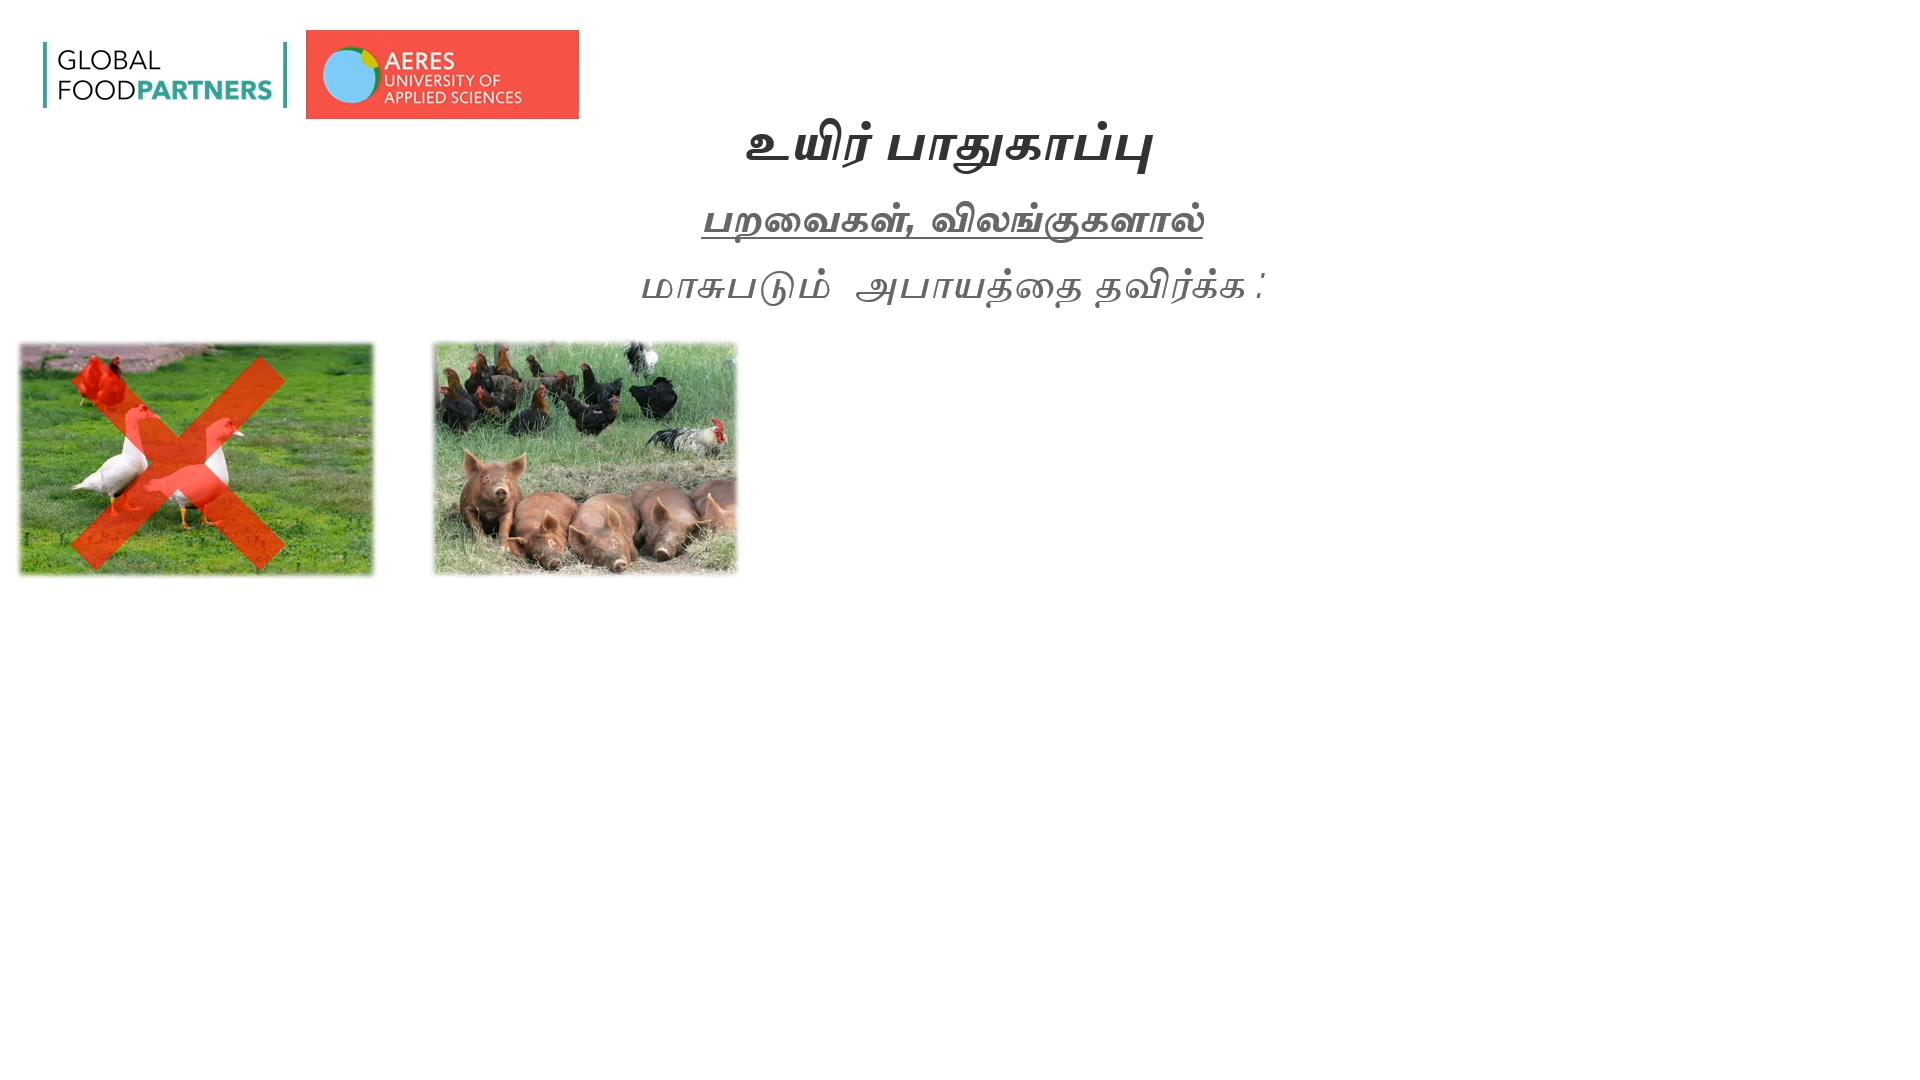 GLOBAL
FOODPARTNERS
AERES
UNIVERSITY OF
APPLIED SCIENCES
உயிர் பாதுகாப்பு
பறவைகள், விலங்குகளால்
மாசுபடும் அபாயத்தை தவிர்க்க :